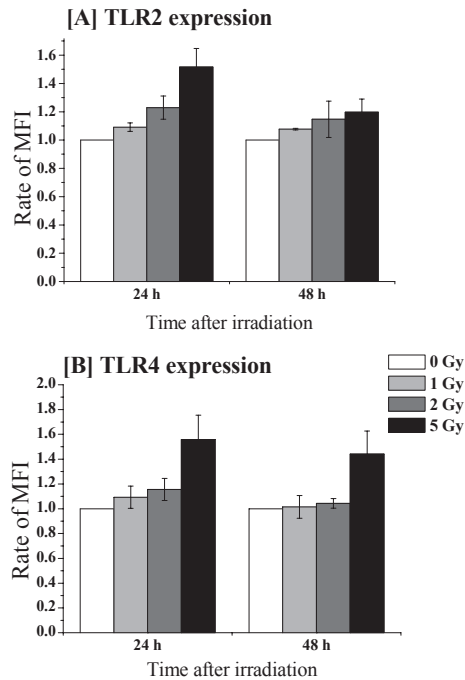 [A] TLR2 expression
Rate of MFI
1.6
1.4
1.2
1.0
0.8
0.6
0.4
0.2
0.0
24 h 48 h
Time after irradiation
[B] TLR4 expression
0 Gy
1 Gy
2 Gy
5 Gy
Rate of MFI
2.0
1.8
1.6
1.4
1.2
1.0
0.8
0.6
0.4
0.2
0.0
24 h 48 h
Time after irradiation